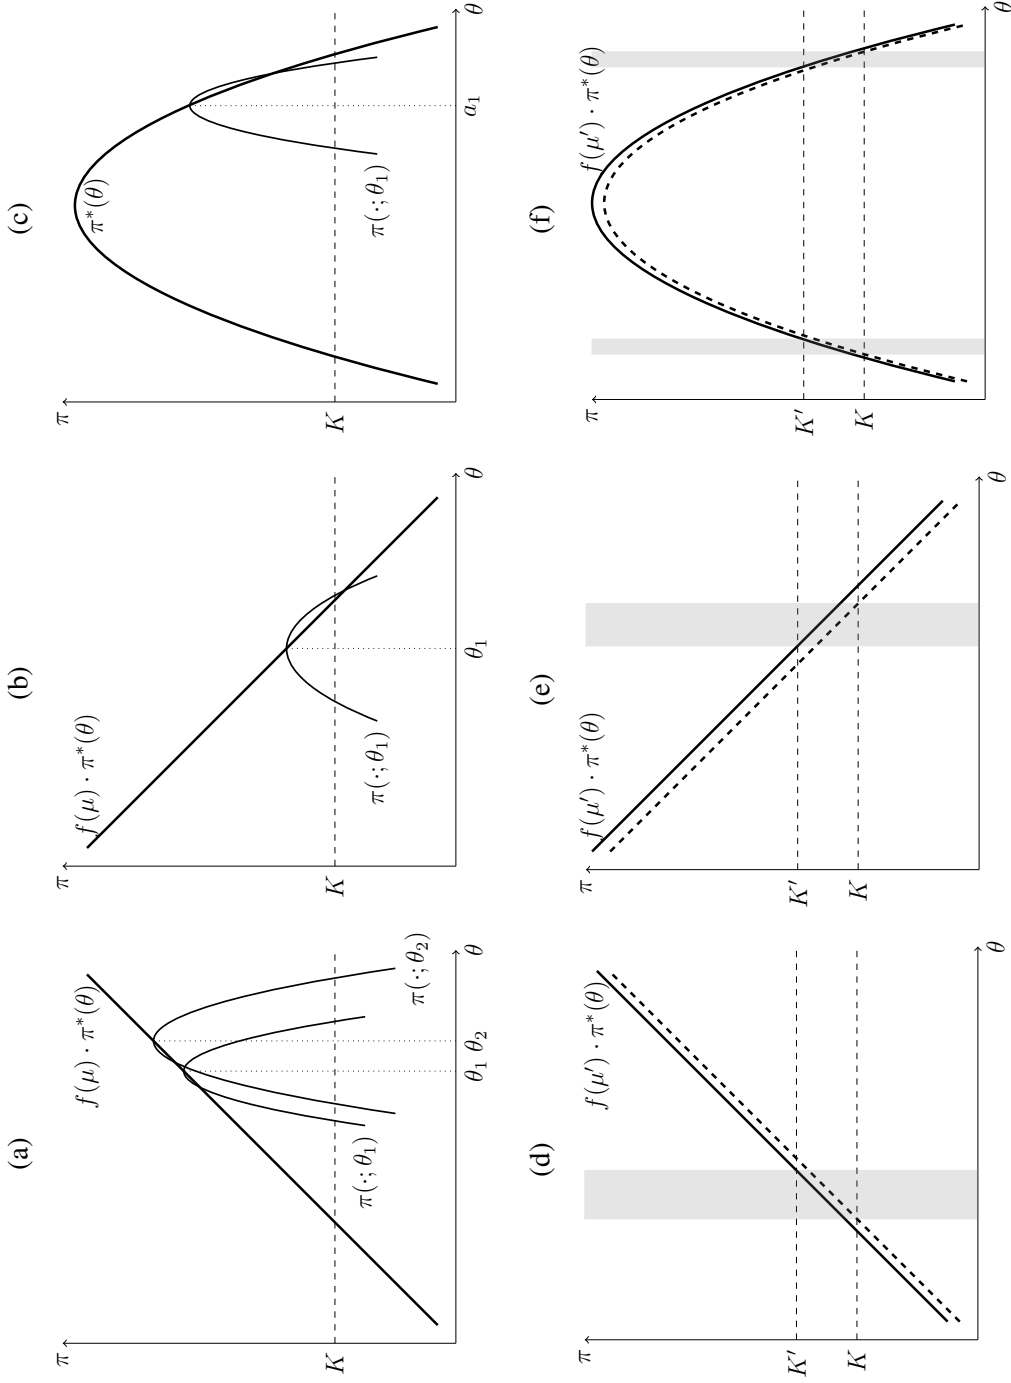 (a)
π
f(μ) · π*(θ)
K
π(·; θ₁)
π(·; θ₂)
θ₁ θ₂
θ
(b)
π
f(μ) · π*(θ)
K
π(·; θ₁)
θ₁
θ
(c)
π
π*(θ)
K
π(·; θ₁)
a₁
θ
(d)
π
f(μ′) · π*(θ)
K′
K
θ
(e)
π
f(μ′) · π*(θ)
K′
K
θ
(f)
π
f(μ′) · π*(θ)
K′
K
θ